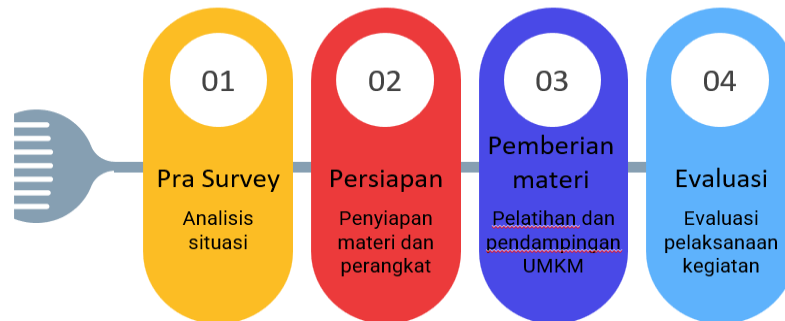 01
Pra Survey
Analisis
situasi
02
Persiapan
Penyiapan
materi dan
perangkat
03
Pemberian
materi
Pelatihan dan
pendampingan
UMKM
04
Evaluasi
Evaluasi
pelaksanaan
kegiatan